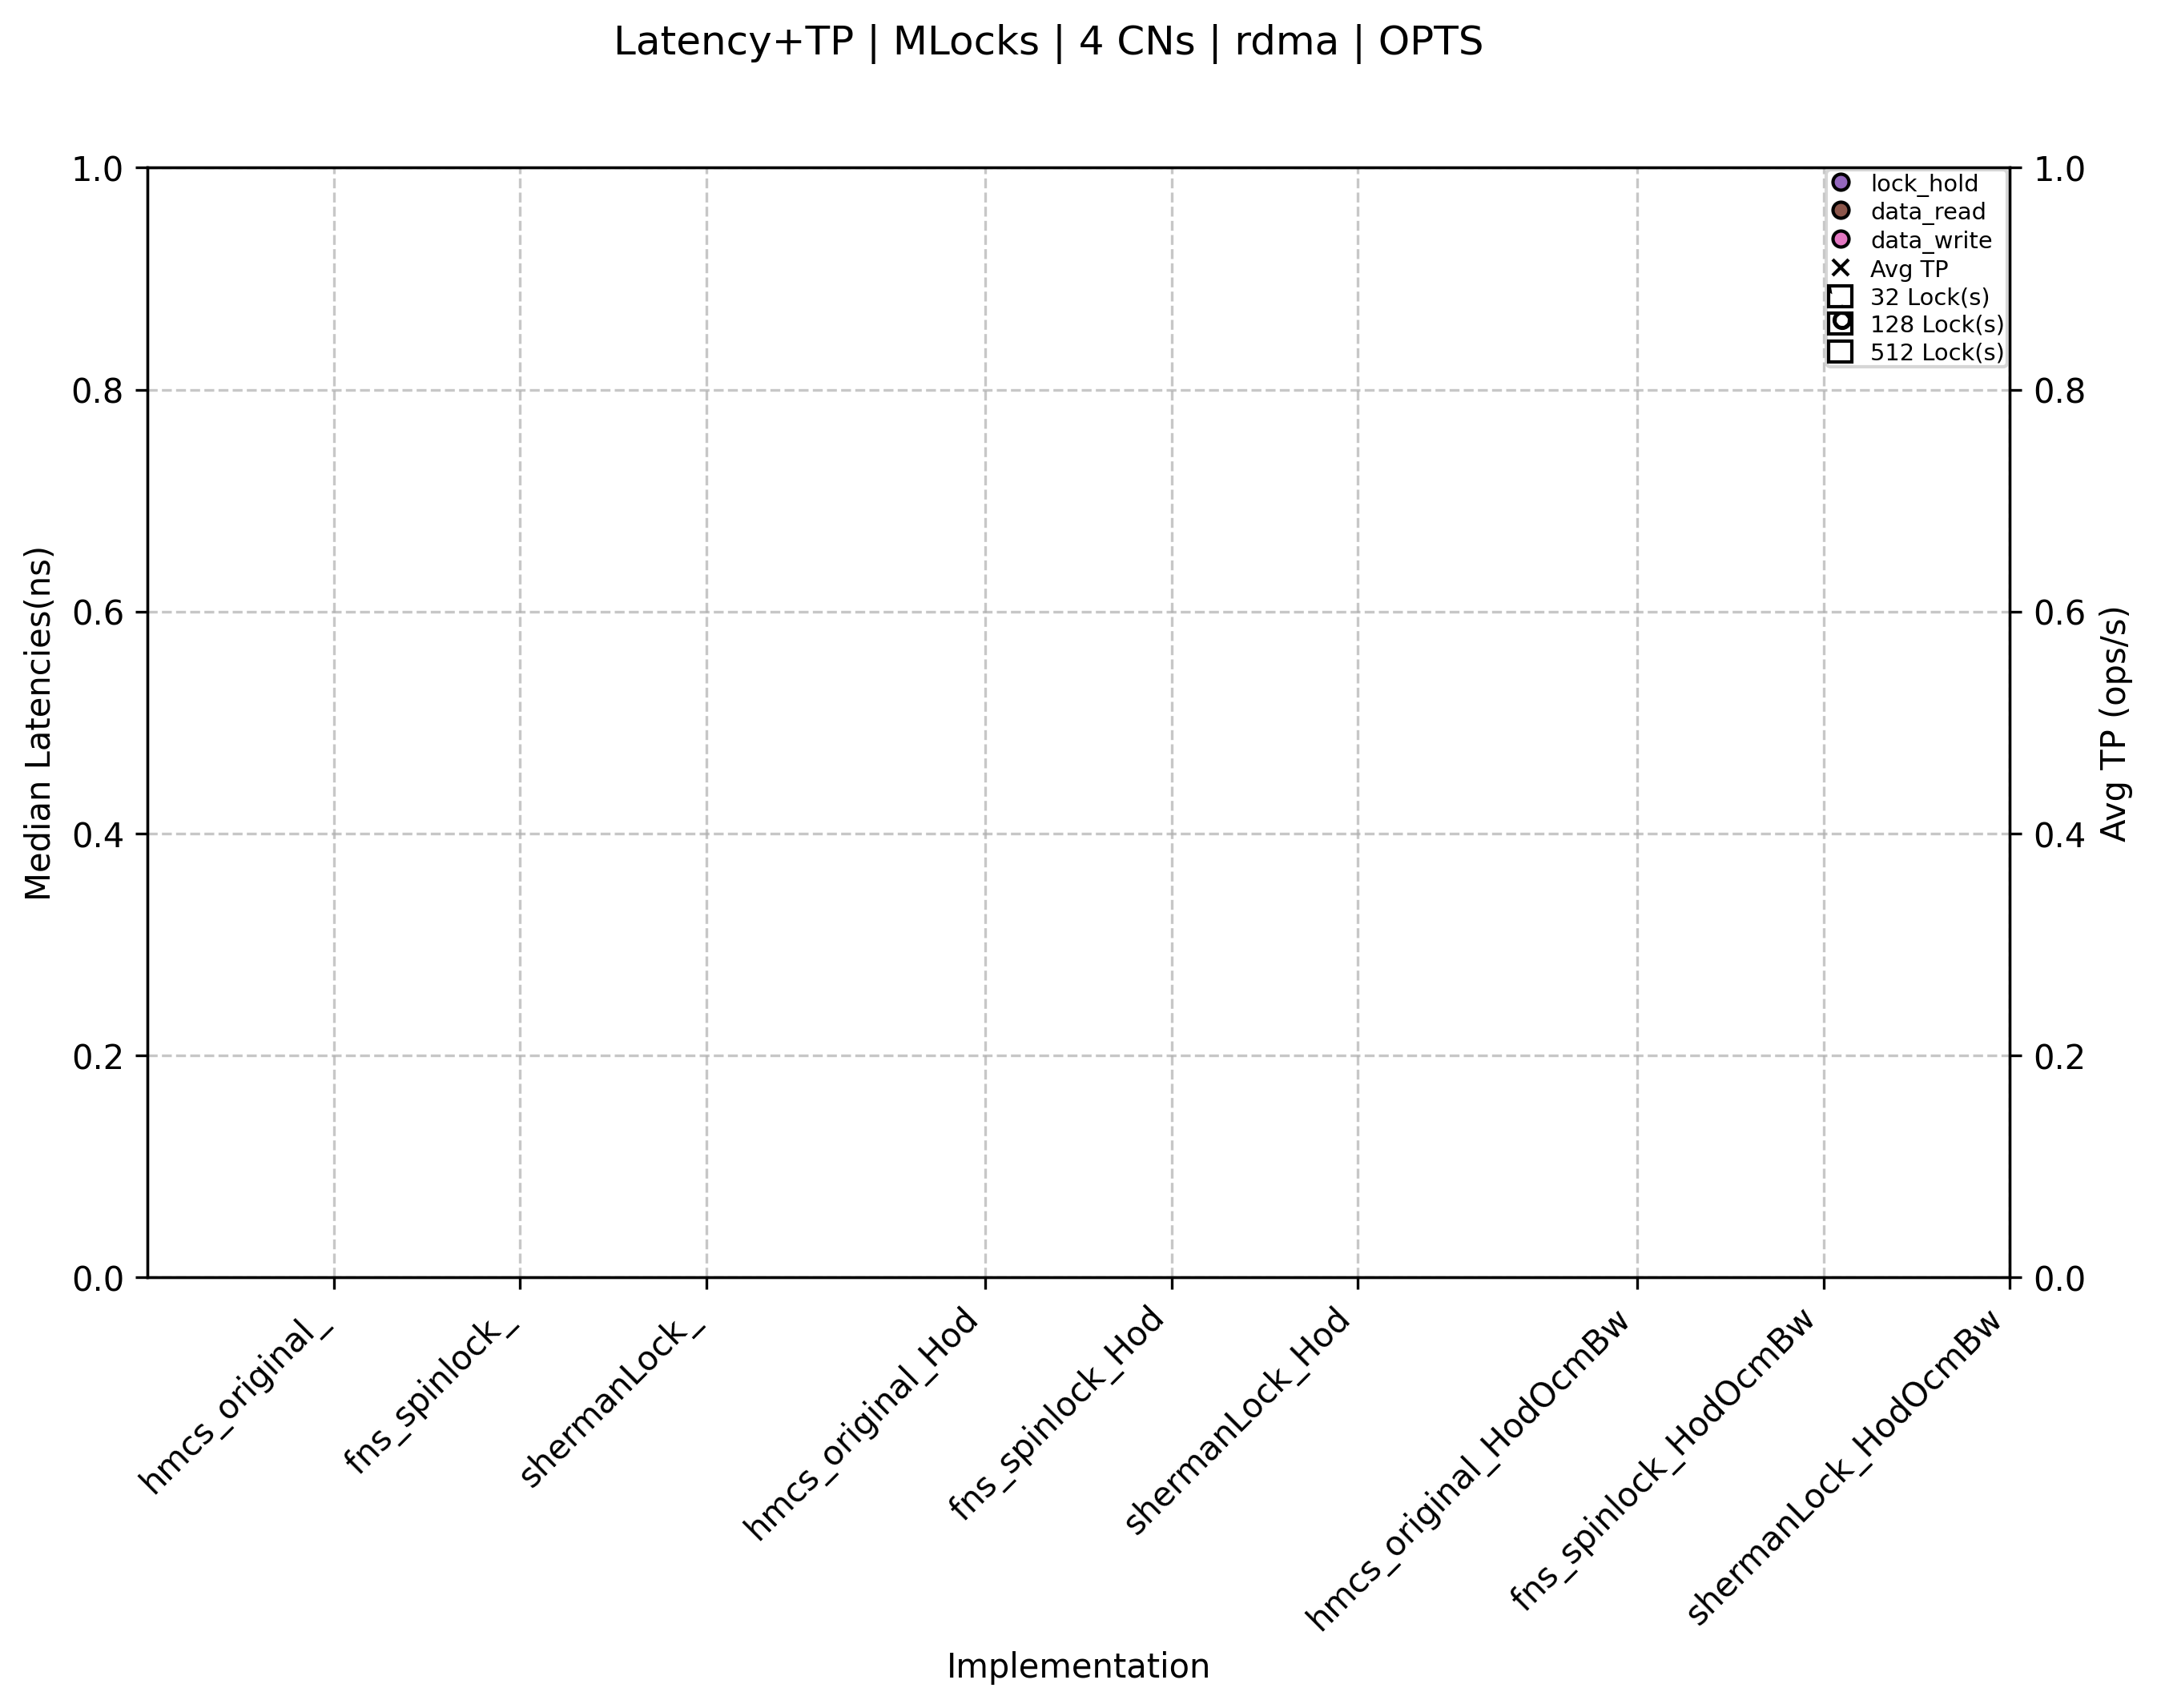 Latency+TP | MLocks | 4 CNs | rdma | OPTS
1.0
0.8
0.6
0.4
0.2
0.0
Median Latencies(ns)
1.0
0.8
0.6
0.4
0.2
0.0
Avg TP (ops/s)
lock_hold
data_read
data_write
Avg TP
32 Lock(s)
128 Lock(s)
512 Lock(s)
hmcs_original_
fns_spinlock_
shermanLock_
hmcs_original_Hod
fns_spinlock_Hod
shermanLock_Hod
hmcs_original_HodOcmBw
fns_spinlock_HodOcmBw
shermanLock_HodOcmBw
Implementation